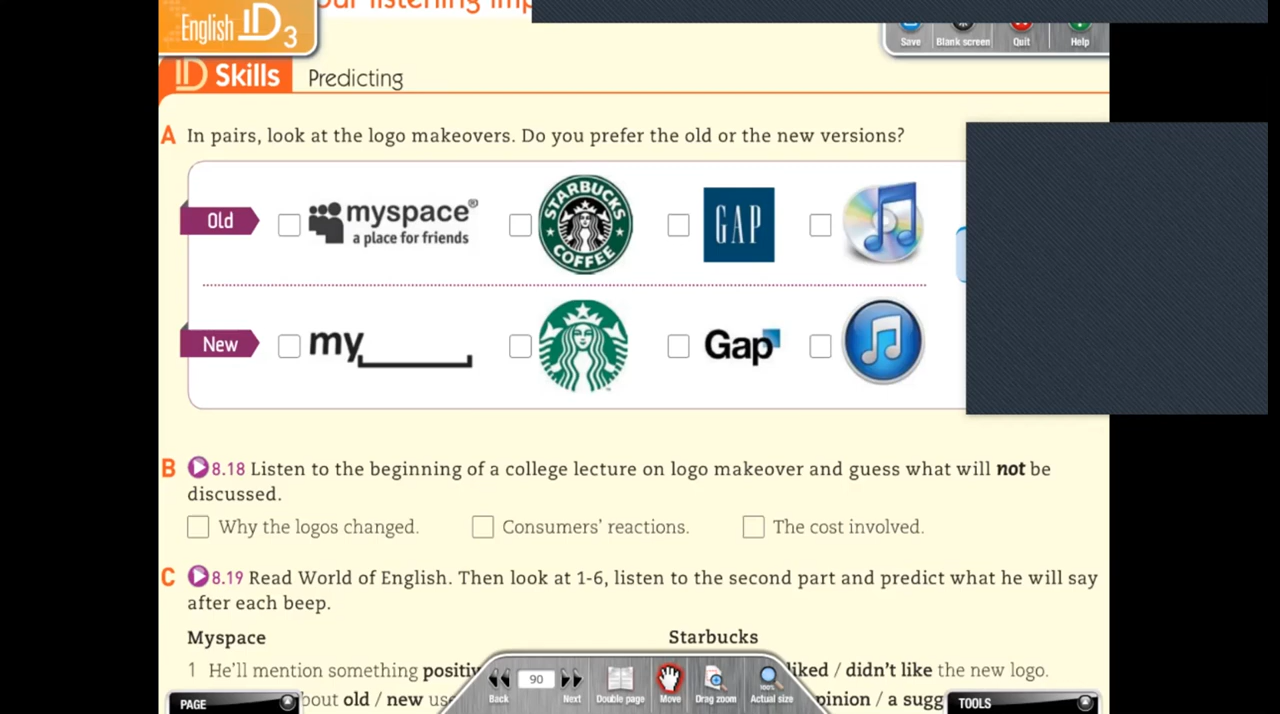 our listening imp
English ID 3
Save Blank screen Quit Help
ID Skills Predicting
A In pairs, look at the logo makeovers. Do you prefer the old or the new versions?
Old myspace® a place for friends STARBUCKS COFFEE GAP
New my Gap
B 8.18 Listen to the beginning of a college lecture on logo makeover and guess what will not be
discussed.
Why the logos changed. Consumers' reactions. The cost involved.
C 8.19 Read World of English. Then look at 1-6, listen to the second part and predict what he will say
after each beep.
Myspace Starbucks
1 He'll mention something liked / didn't like the new logo.
old / new opinion / a
Back 90 Next Double page Move Drag zoom 100% Actual size
PAGE TOOLS